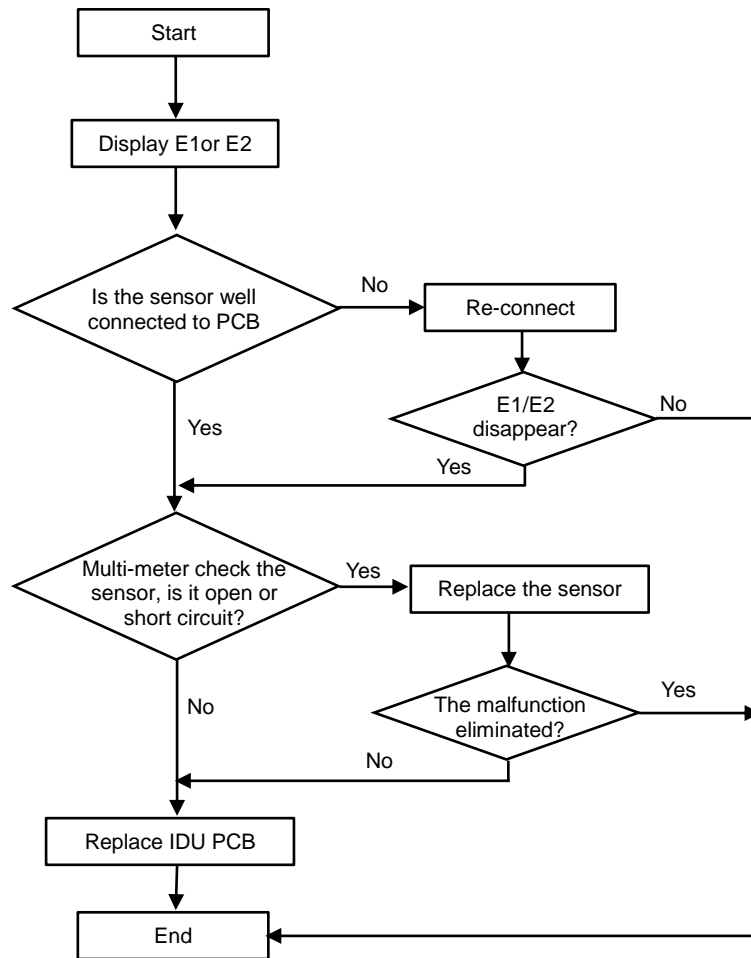 Start
Display E1or E2
Is the sensor well
connected to PCB
No
Re-connect
E1/E2
disappear?
No
Yes
Yes
Multi-meter check the
sensor, is it open or
short circuit?
Yes
Replace the sensor
The malfunction
eliminated?
Yes
No
No
Replace IDU PCB
End